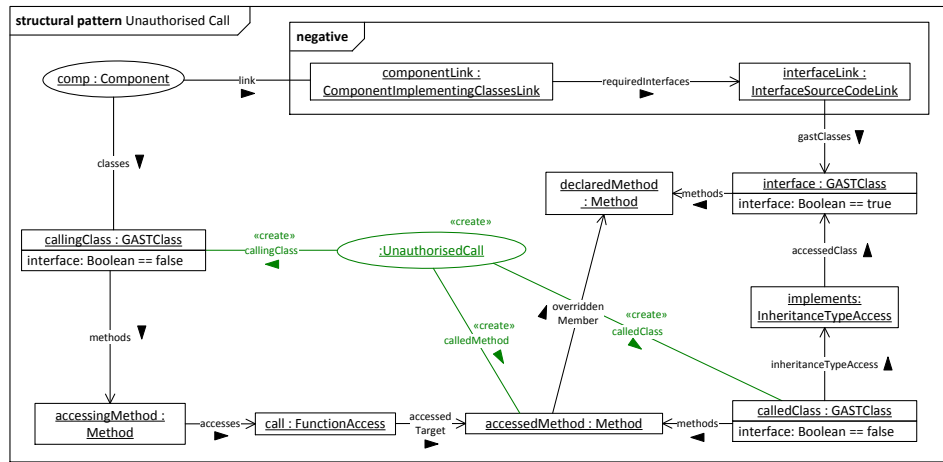 structural pattern Unauthorised Call
negative
comp : Component
link
componentLink :
ComponentImplementingClassesLink
requiredInterfaces
interfaceLink :
InterfaceSourceCodeLink
classes
gastClasses
declaredMethod
: Method
methods
interface : GASTClass
interface: Boolean == true
callingClass : GASTClass
interface: Boolean == false
«create»
callingClass
«create»
:UnauthorisedCall
accessedClass
implements:
InheritanceTypeAccess
overridden
Member
«create»
calledMethod
«create»
calledClass
methods
inheritanceTypeAccess
accessingMethod :
Method
accesses
call : FunctionAccess
accessed
Target
accessedMethod : Method
methods
calledClass : GASTClass
interface: Boolean == false